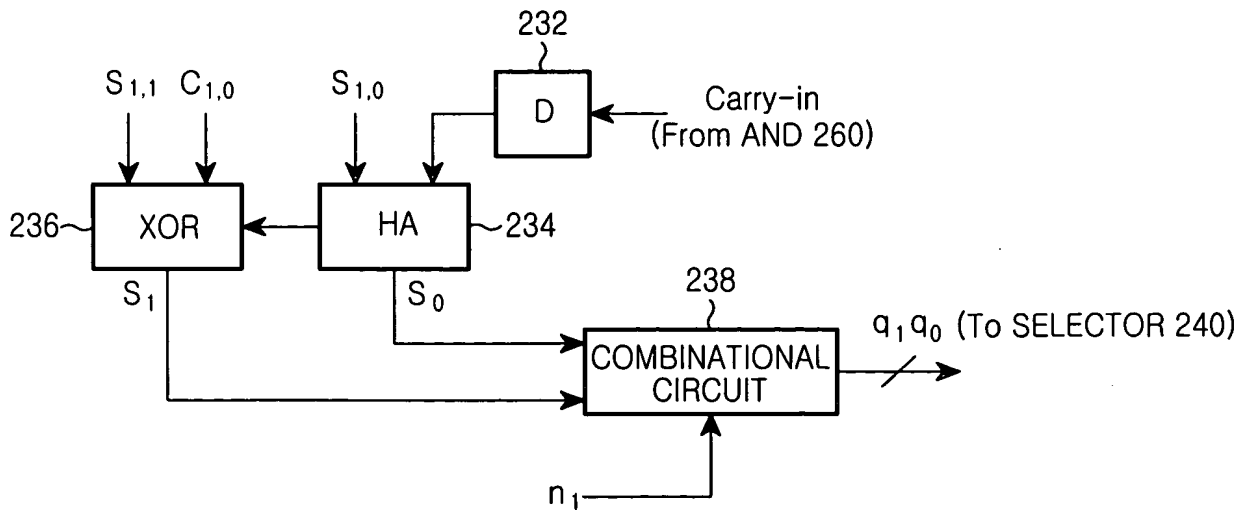 232
S1,1 C1,0 S1,0
D
Carry-in
(From AND 260)
236 XOR HA 234
S1 S0
238
COMBINATIONAL
CIRCUIT
q1q0 (To SELECTOR 240)
n1